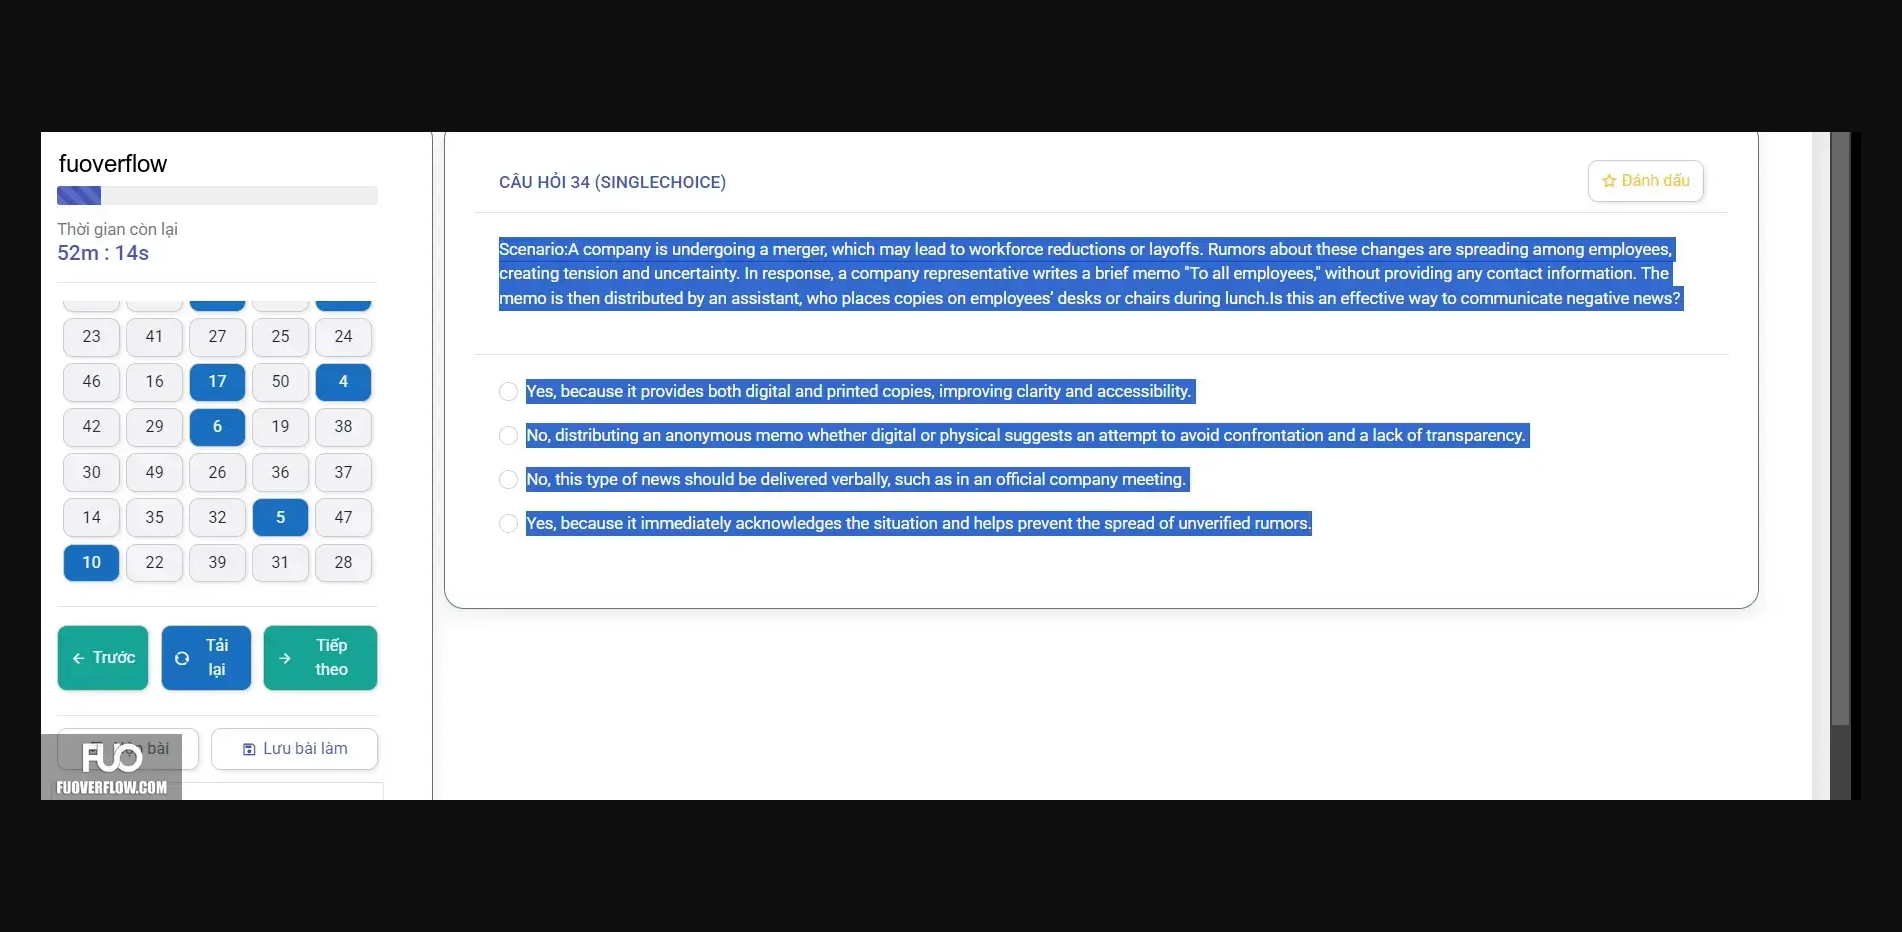 fuoverflow
Thời gian còn lại
52m : 14s
23 41 27 25 24
46 16 17 50 4
42 29 6 19 38
30 49 26 36 37
14 35 32 5 47
10 22 39 31 28
Trước
Tải lại
Tiếp theo
bài
Lưu bài làm
FUO
FUOVERFLOW.COM
CÂU HỎI 34 (SINGLECHOICE)
Đánh dấu
Scenario:A company is undergoing a merger, which may lead to workforce reductions or layoffs. Rumors about these changes are spreading among employees,
creating tension and uncertainty. In response, a company representative writes a brief memo "To all employees," without providing any contact information. The
memo is then distributed by an assistant, who places copies on employees’ desks or chairs during lunch.Is this an effective way to communicate negative news?
Yes, because it provides both digital and printed copies, improving clarity and accessibility.
No, distributing an anonymous memo whether digital or physical suggests an attempt to avoid confrontation and a lack of transparency.
No, this type of news should be delivered verbally, such as in an official company meeting.
Yes, because it immediately acknowledges the situation and helps prevent the spread of unverified rumors.